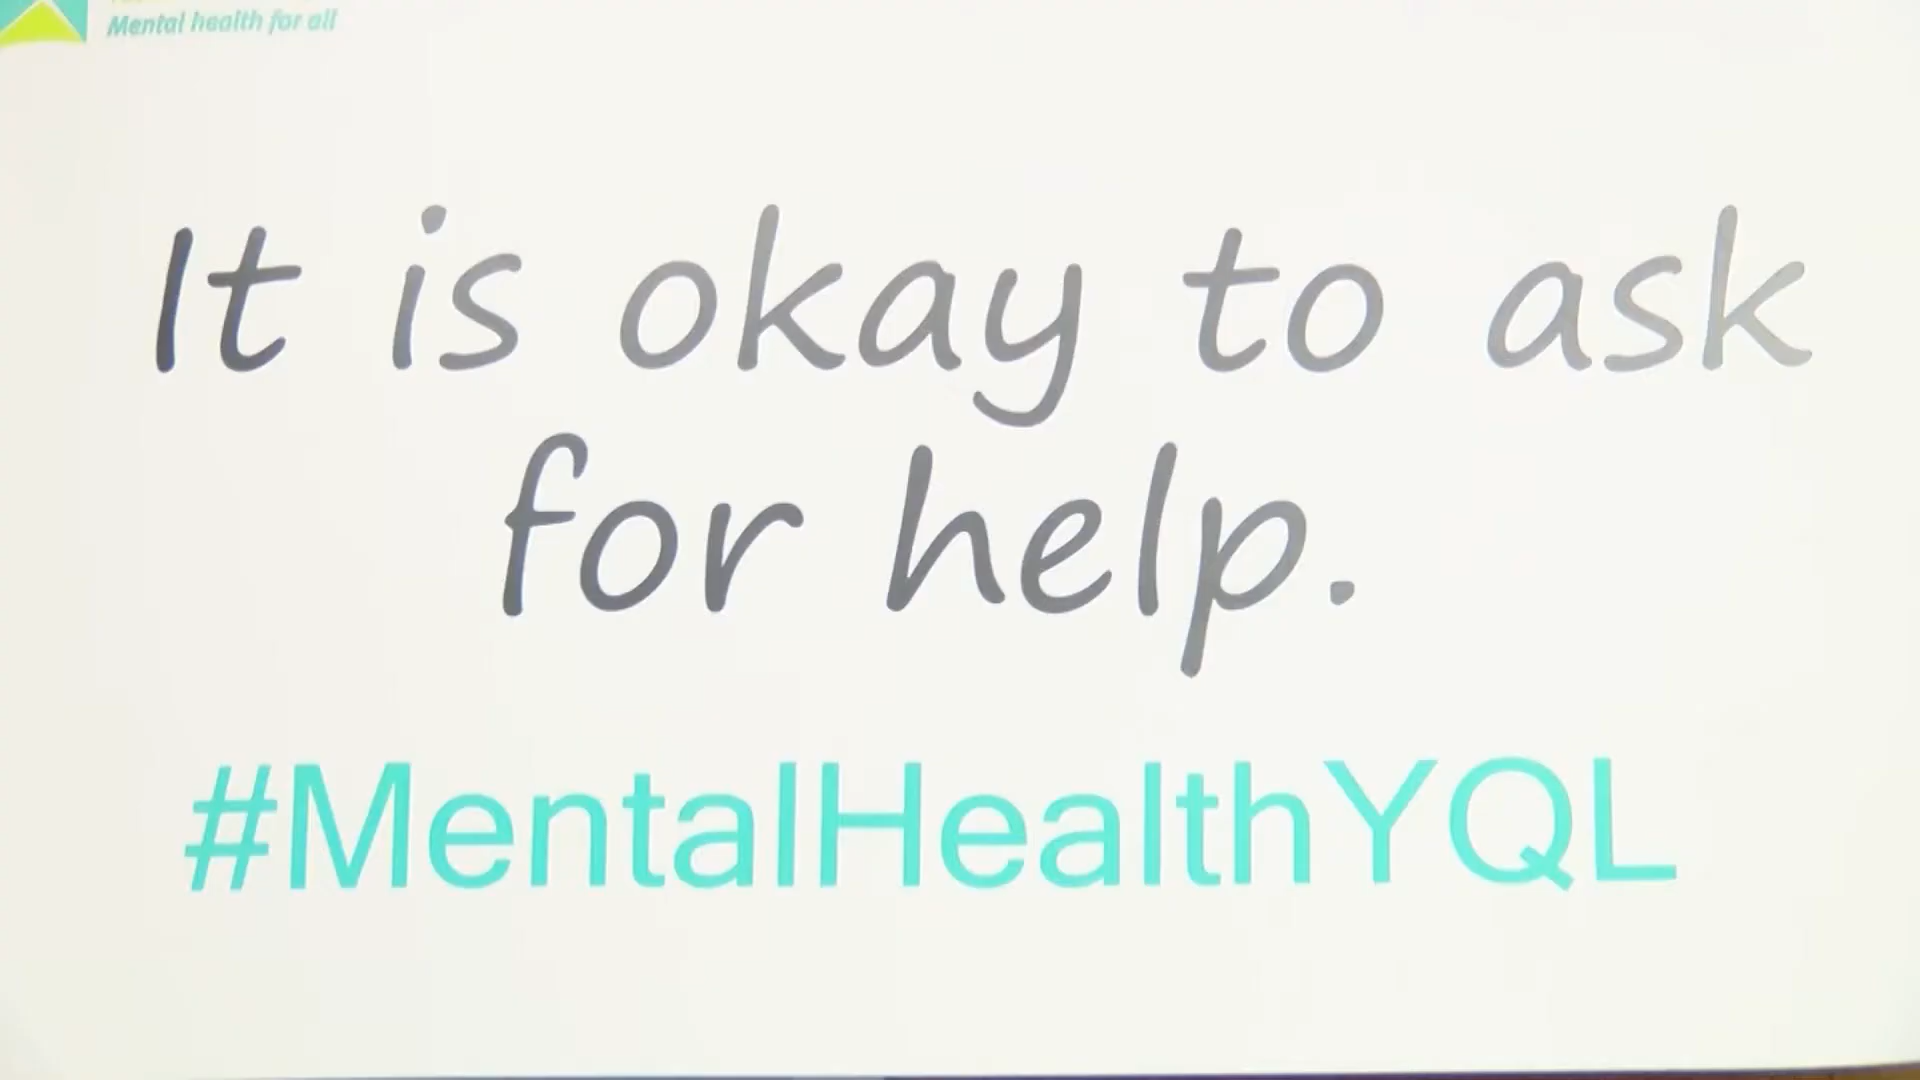 Mental health for all
It is okay to ask
for help.
#MentalHealthYQL